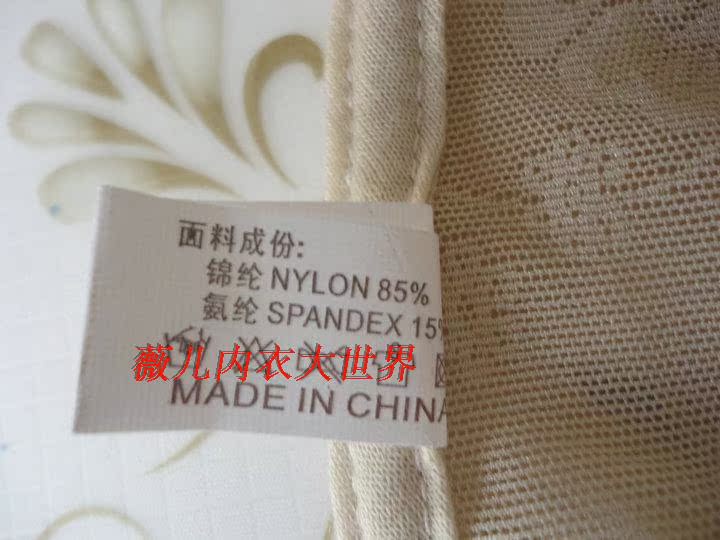 面料成份:
锦纶 NYLON 85%
氨纶 SPANDEX 15%
薇儿内衣大世界
MADE IN CHINA